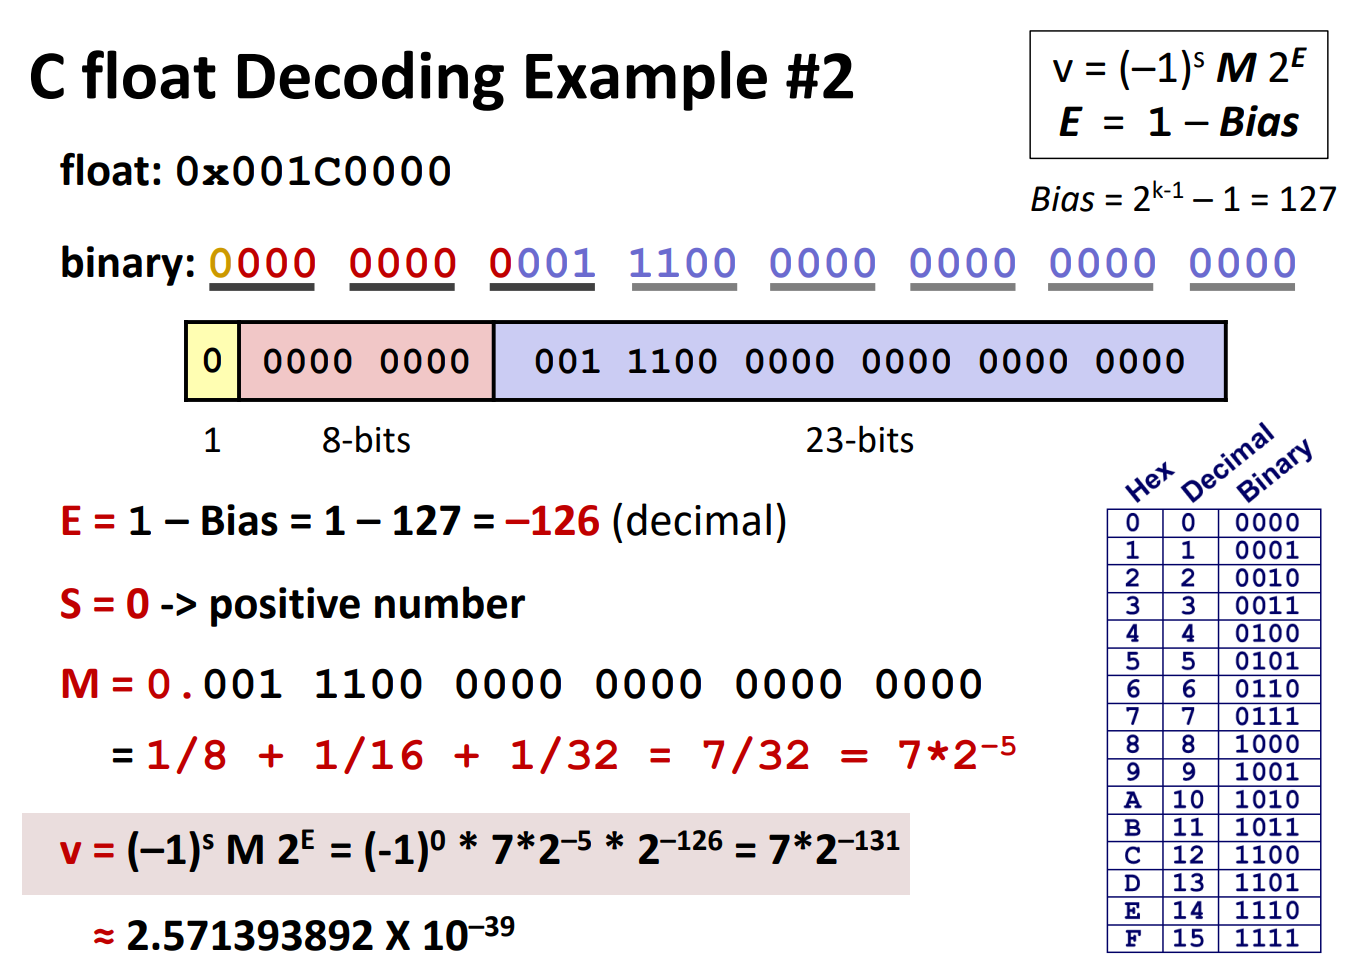 C float Decoding Example #2
v = (–1)ˢ M 2ᴱ
E = 1 – Bias
Bias = 2ᵏ⁻¹ – 1 = 127
float: 0x001C0000
binary: 0000 0000 0001 1100 0000 0000 0000 0000
0 0000 0000 001 1100 0000 0000 0000 0000
1 8-bits 23-bits
E = 1 – Bias = 1 – 127 = –126 (decimal)
S = 0 -> positive number
M = 0.001 1100 0000 0000 0000 0000
= 1/8 + 1/16 + 1/32 = 7/32 = 7*2⁻⁵
v = (–1)ˢ M 2ᴱ = (-1)⁰ * 7*2⁻⁵ * 2⁻¹²⁶ = 7*2⁻¹³¹
≈ 2.571393892 X 10⁻³⁹
Hex Decimal Binary
0 0 0000
1 1 0001
2 2 0010
3 3 0011
4 4 0100
5 5 0101
6 6 0110
7 7 0111
8 8 1000
9 9 1001
A 10 1010
B 11 1011
C 12 1100
D 13 1101
E 14 1110
F 15 1111